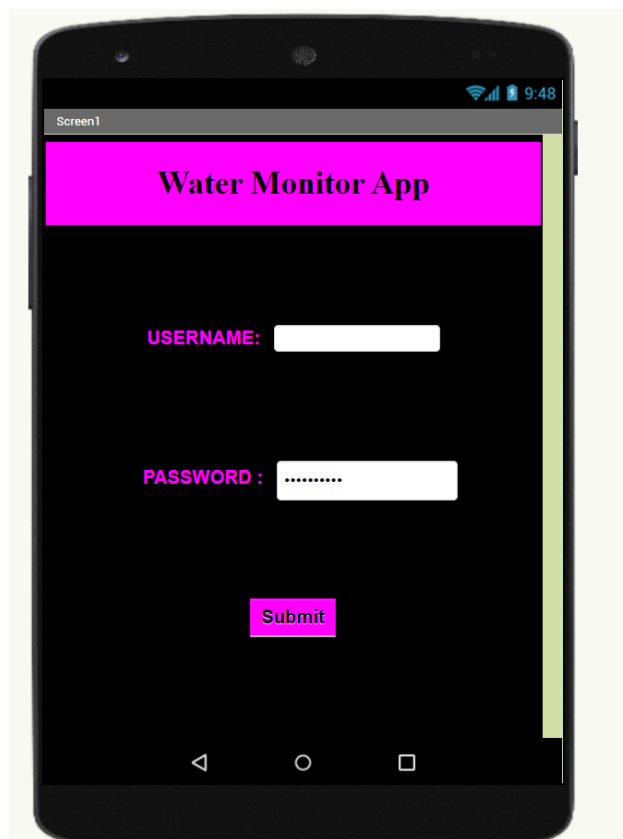 9:48
Screen1
Water Monitor App
USERNAME:
PASSWORD : ••••••••••
Submit